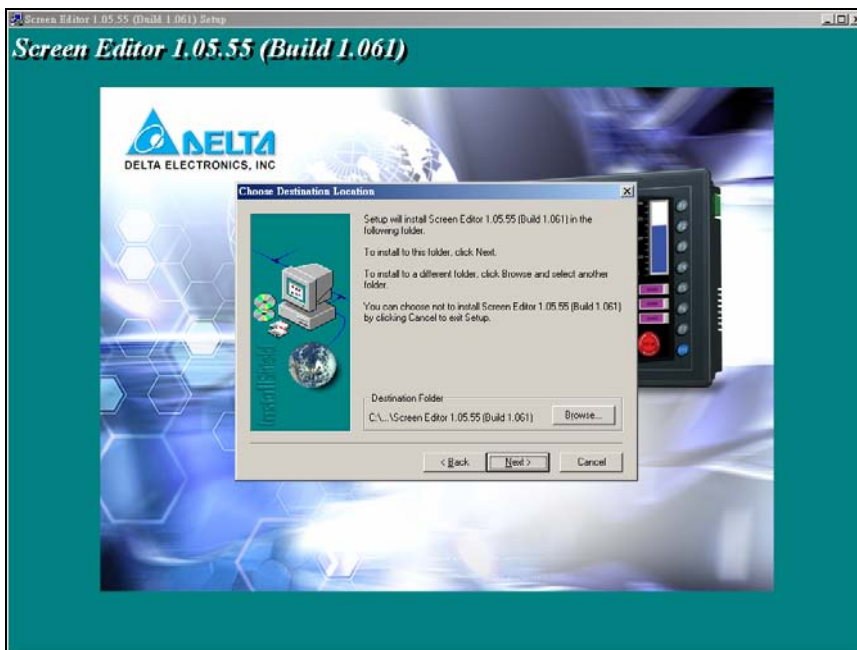 Screen Editor 1.05.55 (Build 1.061) Setup
Screen Editor 1.05.55 (Build 1.061)
DELTA
DELTA ELECTRONICS, INC
Choose Destination Location
Setup will install Screen Editor 1.05.55 (Build 1.061) in the
following folder.
To install to this folder, click Next.
To install to a different folder, click Browse and select another
folder.
You can choose not to install Screen Editor 1.05.55 (Build 1.061)
by clicking Cancel to exit Setup.
InstallShield
Destination Folder
C:\...\Screen Editor 1.05.55 (Build 1.061)
Browse...
< Back
Next >
Cancel